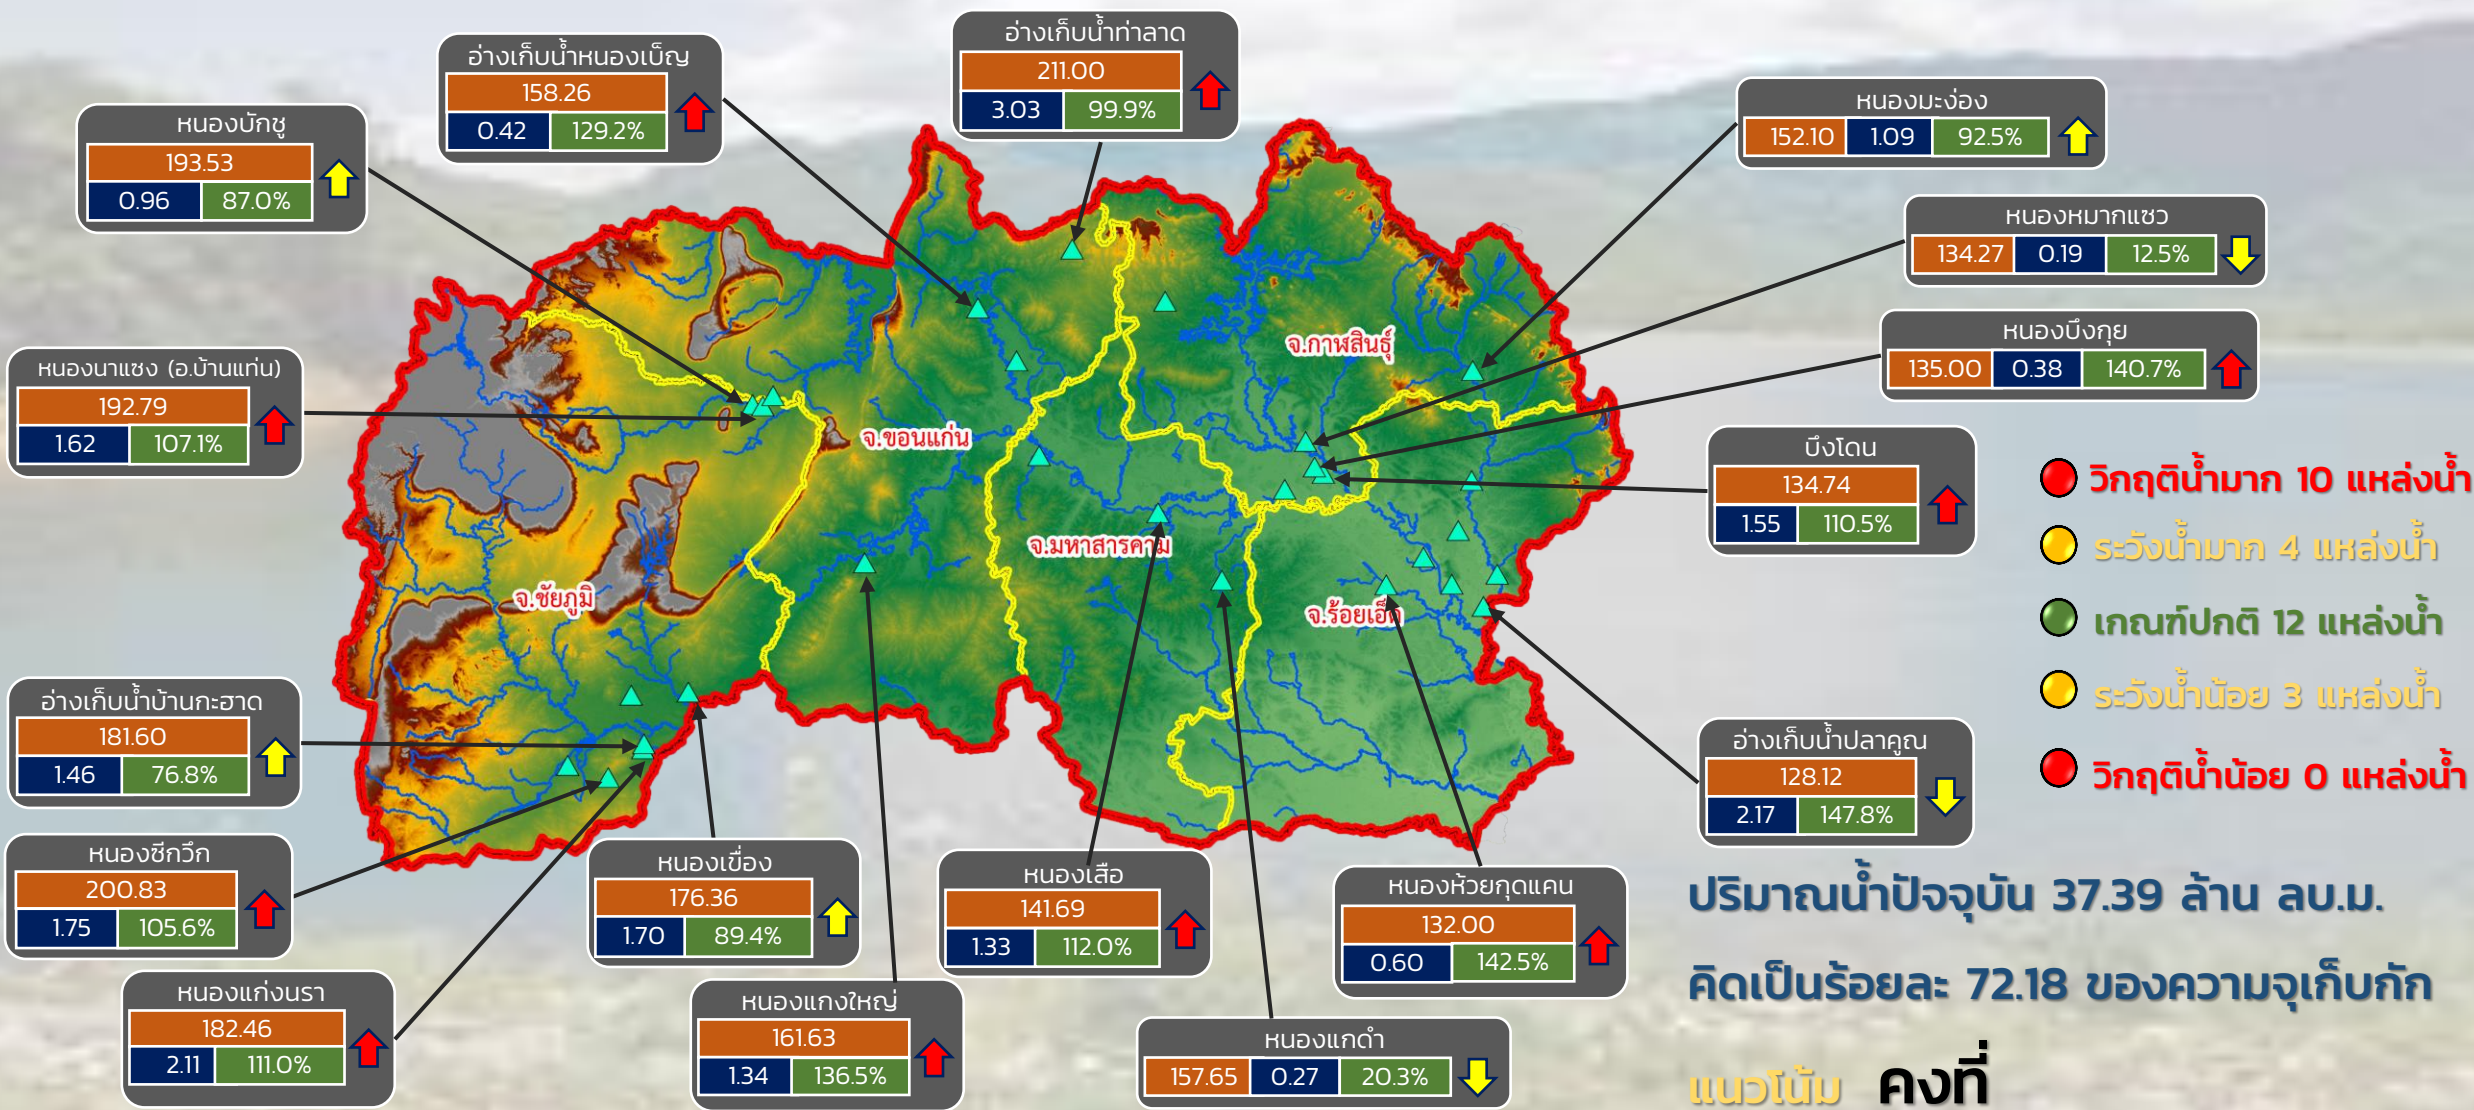 อ่างเก็บน้ำท่าลาด
211.00
3.03 99.9%
อ่างเก็บน้ำหนองเบ็ญ
158.26
0.42 129.2%
หนองบักชู
193.53
0.96 87.0%
หนองมะง่อง
152.10 1.09 92.5%
หนองหมากแซว
134.27 0.19 12.5%
หนองบึงกุย
135.00 0.38 140.7%
หนองนาแซง (อ.บ้านแท่น)
192.79
1.62 107.1%
บึงโดน
134.74
1.55 110.5%
จ.กาฬสินธุ์
จ.ขอนแก่น
จ.มหาสารคาม
จ.ชัยภูมิ
จ.ร้อยเอ็ด
วิกฤติน้ำมาก 10 แหล่งน้ำ
ระวังน้ำมาก 4 แหล่งน้ำ
เกณฑ์ปกติ 12 แหล่งน้ำ
ระวังน้ำน้อย 3 แหล่งน้ำ
วิกฤติน้ำน้อย 0 แหล่งน้ำ
อ่างเก็บน้ำบ้านกะฮาด
181.60
1.46 76.8%
อ่างเก็บน้ำปลาคูณ
128.12
2.17 147.8%
หนองซีกวึก
200.83
1.75 105.6%
หนองเขื่อง
176.36
1.70 89.4%
หนองเสือ
141.69
1.33 112.0%
หนองห้วยกุดแคน
132.00
0.60 142.5%
หนองแก่งนรา
182.46
2.11 111.0%
หนองแกงใหญ่
161.63
1.34 136.5%
หนองแกดำ
157.65 0.27 20.3%
ปริมาณน้ำปัจจุบัน 37.39 ล้าน ลบ.ม.
คิดเป็นร้อยละ 72.18 ของความจุเก็บกัก
แนวโน้ม คงที่